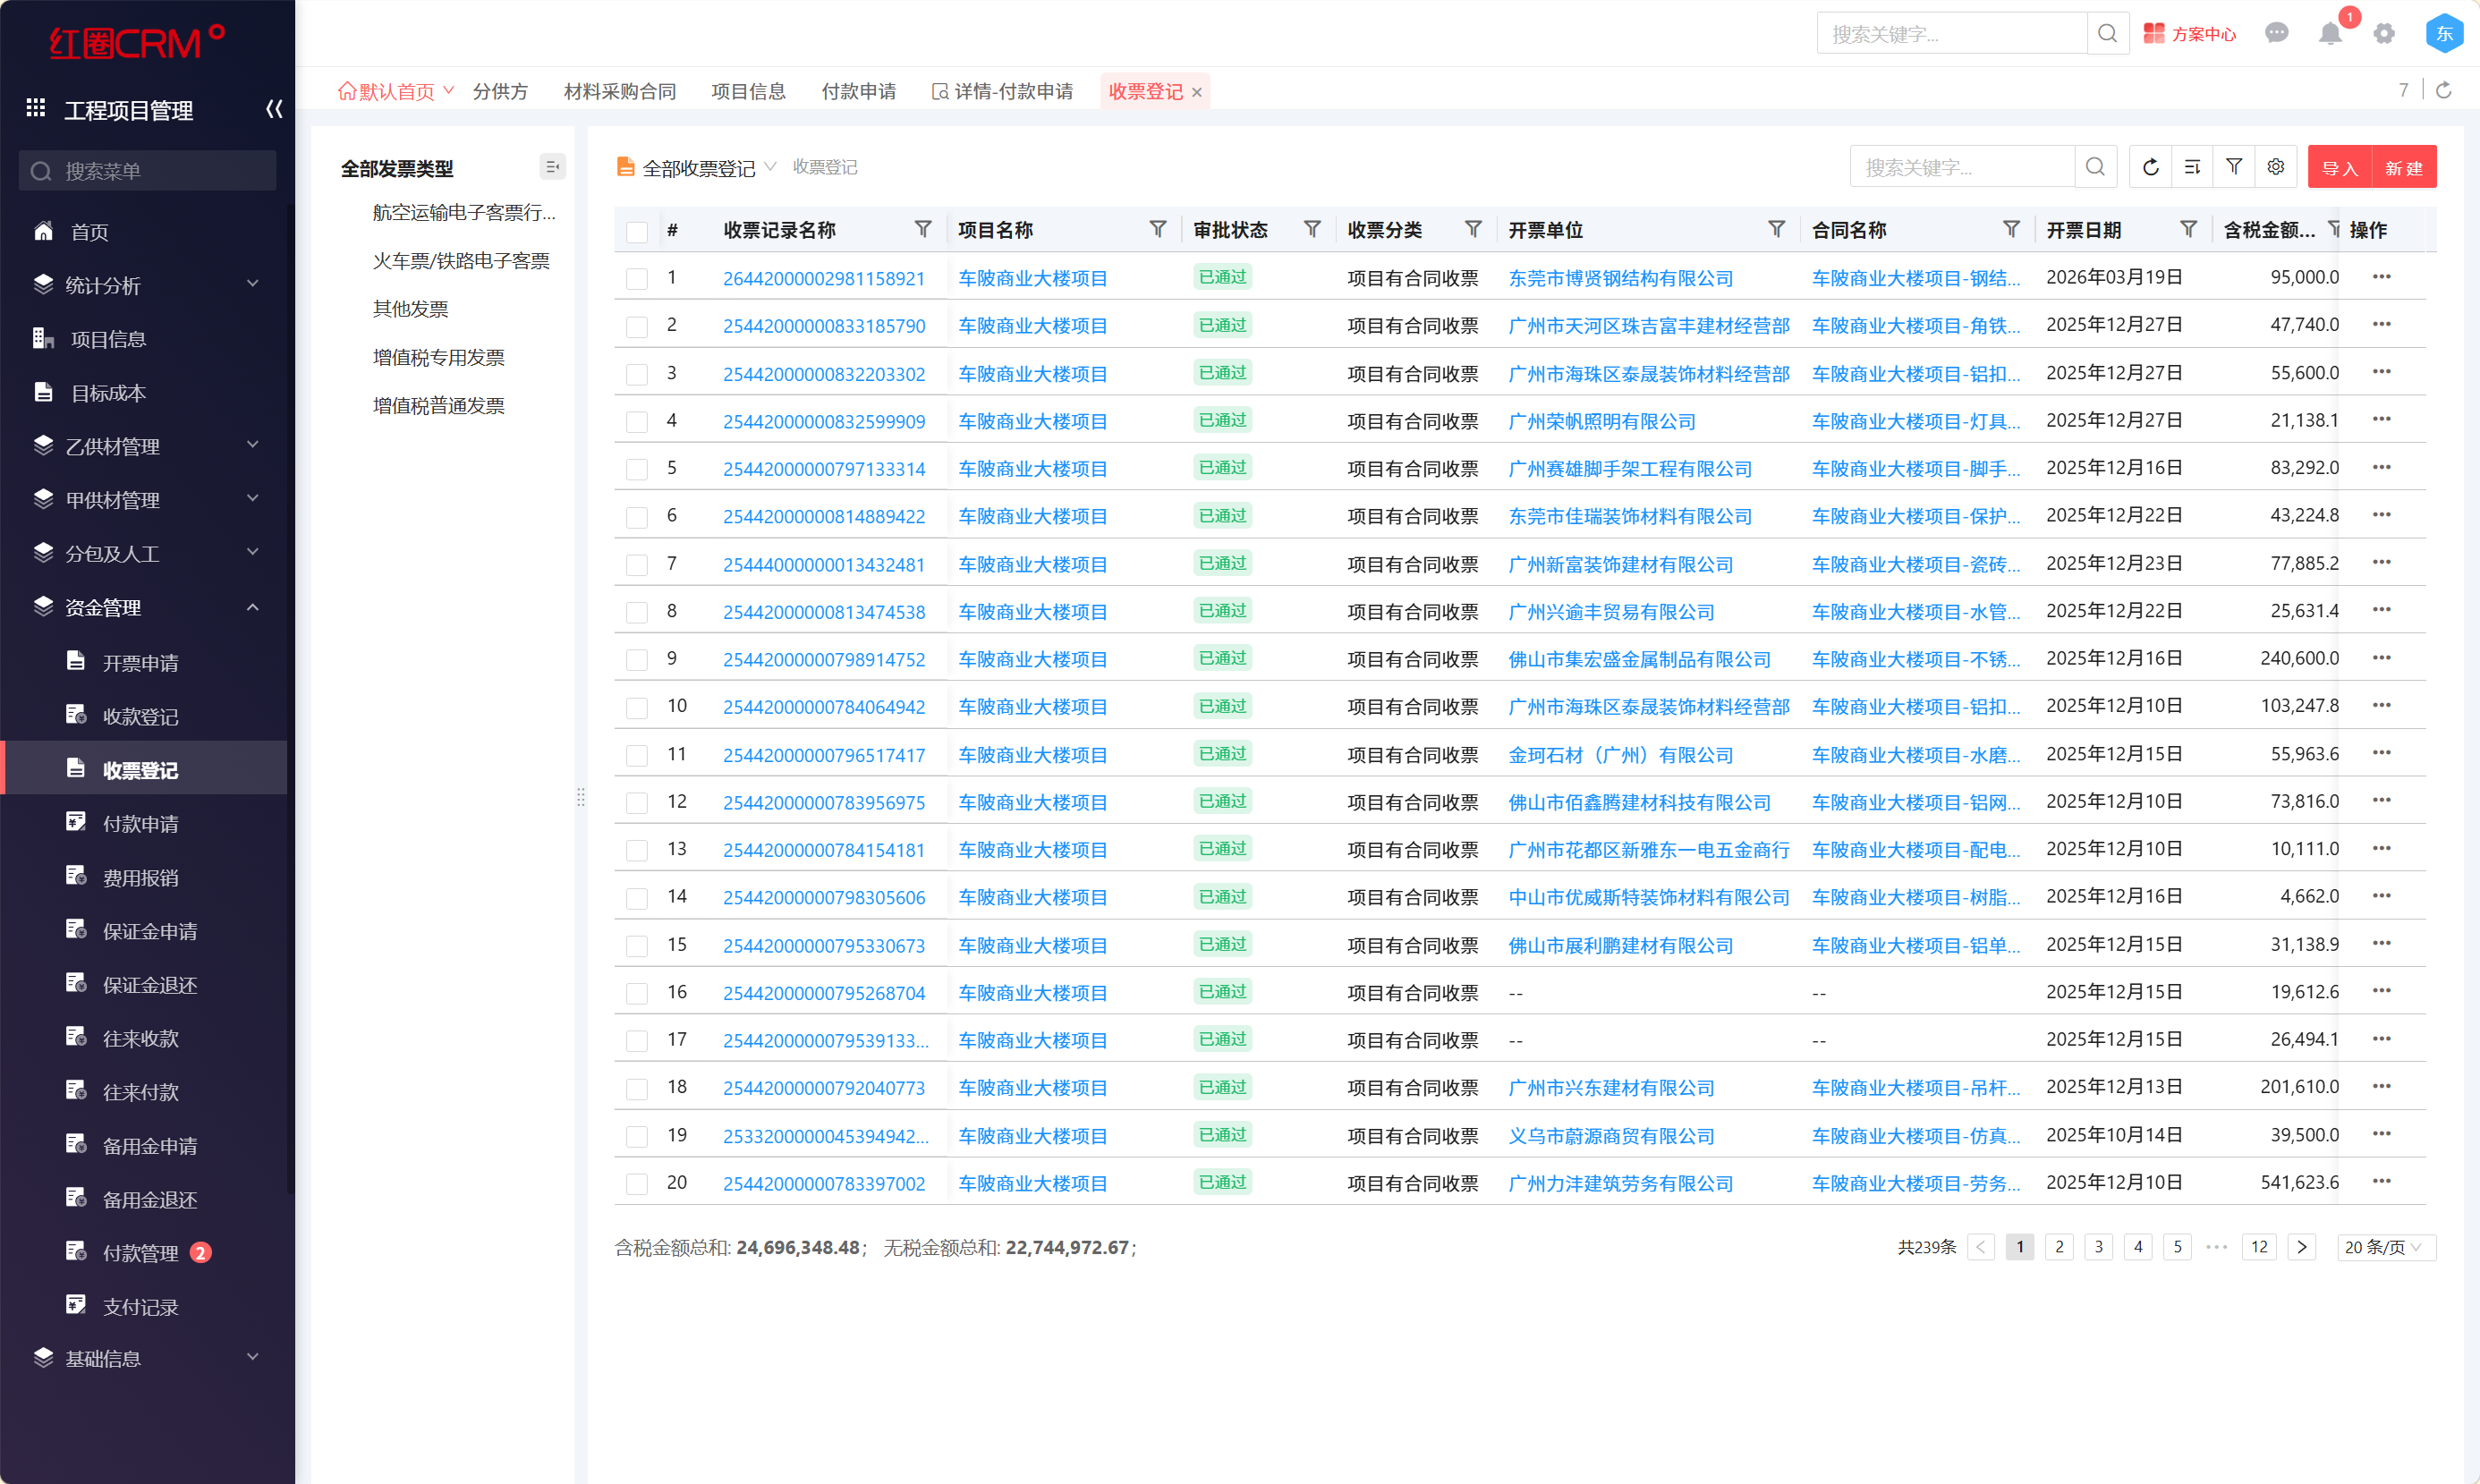 红圈CRM
工程项目管理
搜索菜单
首页
统计分析
项目信息
目标成本
乙供材管理
甲供材管理
分包及人工
资金管理
开票申请
收款登记
收票登记
付款申请
费用报销
保证金申请
保证金退还
往来收款
往来付款
备用金申请
备用金退还
付款管理 2
支付记录
基础信息
搜索关键字... 方案中心 1 东
默认首页 分供方 材料采购合同 项目信息 付款申请 详情-付款申请 收票登记 × 7
全部发票类型
航空运输电子客票行...
火车票/铁路电子客票
其他发票
增值税专用发票
增值税普通发票
全部收票登记 收票登记 搜索关键字... 导入 新建
# 收票记录名称 项目名称 审批状态 收票分类 开票单位 合同名称 开票日期 含税金额... 操作
1 26442000002981158921 车陂商业大楼项目 已通过 项目有合同收票 东莞市博贤钢结构有限公司 车陂商业大楼项目-钢结... 2026年03月19日 95,000.0 •••
2 25442000000833185790 车陂商业大楼项目 已通过 项目有合同收票 广州市天河区珠吉富丰建材经营部 车陂商业大楼项目-角铁... 2025年12月27日 47,740.0 •••
3 25442000000832203302 车陂商业大楼项目 已通过 项目有合同收票 广州市海珠区泰晟装饰材料经营部 车陂商业大楼项目-铝扣... 2025年12月27日 55,600.0 •••
4 25442000000832599909 车陂商业大楼项目 已通过 项目有合同收票 广州荣帆照明有限公司 车陂商业大楼项目-灯具... 2025年12月27日 21,138.1 •••
5 25442000000797133314 车陂商业大楼项目 已通过 项目有合同收票 广州赛雄脚手架工程有限公司 车陂商业大楼项目-脚手... 2025年12月16日 83,292.0 •••
6 25442000000814889422 车陂商业大楼项目 已通过 项目有合同收票 东莞市佳瑞装饰材料有限公司 车陂商业大楼项目-保护... 2025年12月22日 43,224.8 •••
7 25444000000013432481 车陂商业大楼项目 已通过 项目有合同收票 广州新富装饰建材有限公司 车陂商业大楼项目-瓷砖... 2025年12月23日 77,885.2 •••
8 25442000000813474538 车陂商业大楼项目 已通过 项目有合同收票 广州兴逾丰贸易有限公司 车陂商业大楼项目-水管... 2025年12月22日 25,631.4 •••
9 25442000000798914752 车陂商业大楼项目 已通过 项目有合同收票 佛山市集宏盛金属制品有限公司 车陂商业大楼项目-不锈... 2025年12月16日 240,600.0 •••
10 25442000000784064942 车陂商业大楼项目 已通过 项目有合同收票 广州市海珠区泰晟装饰材料经营部 车陂商业大楼项目-铝扣... 2025年12月10日 103,247.8 •••
11 25442000000796517417 车陂商业大楼项目 已通过 项目有合同收票 金珂石材（广州）有限公司 车陂商业大楼项目-水磨... 2025年12月15日 55,963.6 •••
12 25442000000783956975 车陂商业大楼项目 已通过 项目有合同收票 佛山市佰鑫腾建材科技有限公司 车陂商业大楼项目-铝网... 2025年12月10日 73,816.0 •••
13 25442000000784154181 车陂商业大楼项目 已通过 项目有合同收票 广州市花都区新雅东一电五金商行 车陂商业大楼项目-配电... 2025年12月10日 10,111.0 •••
14 25442000000798305606 车陂商业大楼项目 已通过 项目有合同收票 中山市优威斯特装饰材料有限公司 车陂商业大楼项目-树脂... 2025年12月16日 4,662.0 •••
15 25442000000795330673 车陂商业大楼项目 已通过 项目有合同收票 佛山市展利鹏建材有限公司 车陂商业大楼项目-铝单... 2025年12月15日 31,138.9 •••
16 25442000000795268704 车陂商业大楼项目 已通过 项目有合同收票 -- -- 2025年12月15日 19,612.6 •••
17 2544200000079539133... 车陂商业大楼项目 已通过 项目有合同收票 -- -- 2025年12月15日 26,494.1 •••
18 25442000000792040773 车陂商业大楼项目 已通过 项目有合同收票 广州市兴东建材有限公司 车陂商业大楼项目-吊杆... 2025年12月13日 201,610.0 •••
19 2533200000045394942... 车陂商业大楼项目 已通过 项目有合同收票 义乌市蔚源商贸有限公司 车陂商业大楼项目-仿真... 2025年10月14日 39,500.0 •••
20 25442000000783397002 车陂商业大楼项目 已通过 项目有合同收票 广州力沣建筑劳务有限公司 车陂商业大楼项目-劳务... 2025年12月10日 541,623.6 •••
含税金额总和: 24,696,348.48; 无税金额总和: 22,744,972.67; 共239条 < 1 2 3 4 5 ••• 12 > 20 条/页